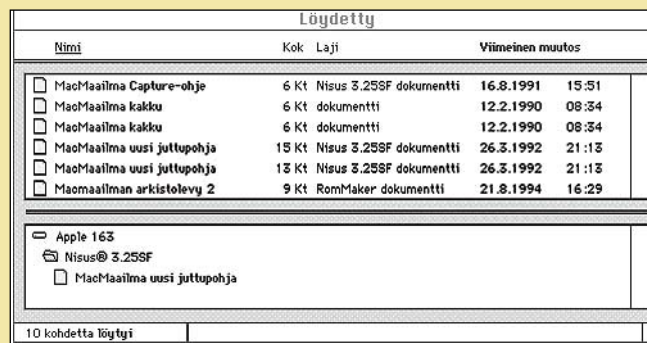 Löydetty
Nimi Kok Laji Viimeinen muutos
MacMaailma Capture-ohje 6 Kt Nisus 3.25SF dokumentti 16.8.1991 15:51
MacMaailma kakku 6 Kt dokumentti 12.2.1990 08:34
MacMaailma kakku 6 Kt dokumentti 12.2.1990 08:34
MacMaailma uusi juttupohja 15 Kt Nisus 3.25SF dokumentti 26.3.1992 21:13
MacMaailma uusi juttupohja 13 Kt Nisus 3.25SF dokumentti 26.3.1992 21:13
Macmaailman arkistolevy 2 9 Kt RomMaker dokumentti 21.8.1994 16:29
Apple 163
Nisus® 3.25SF
MacMaailma uusi juttupohja
10 kohdetta löytyi